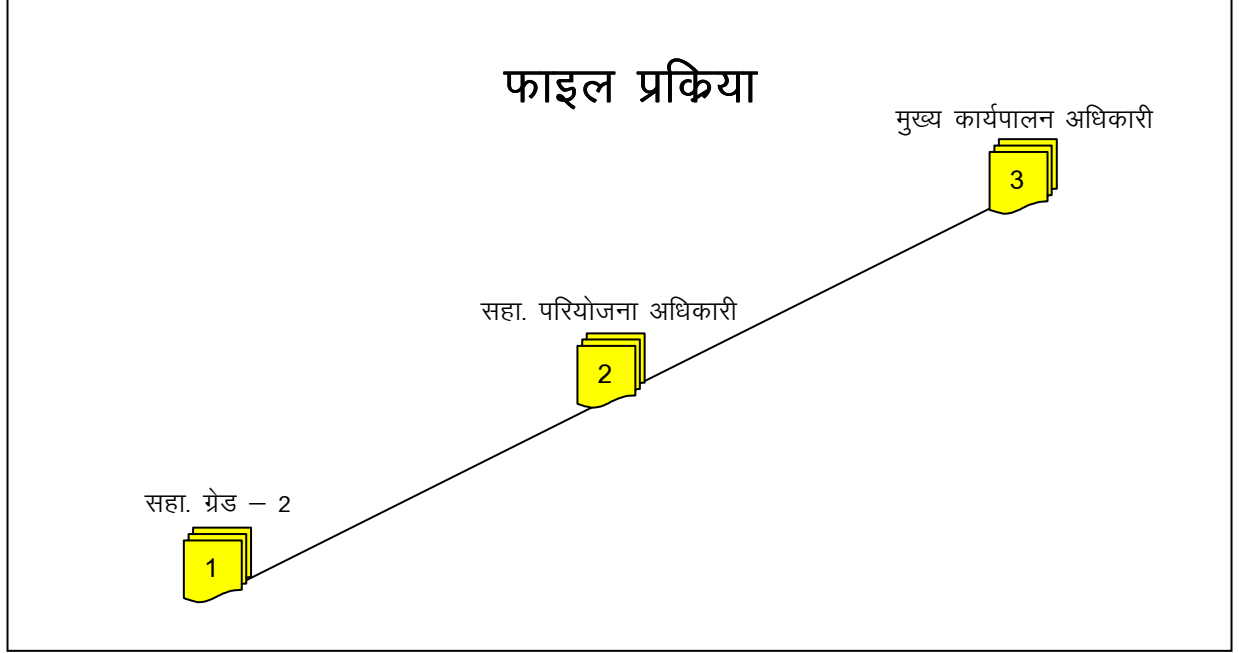 फाइल प्रक्रिया
मुख्य कार्यपालन अधिकारी
3
सहा. परियोजना अधिकारी
2
सहा. ग्रेड – 2
1